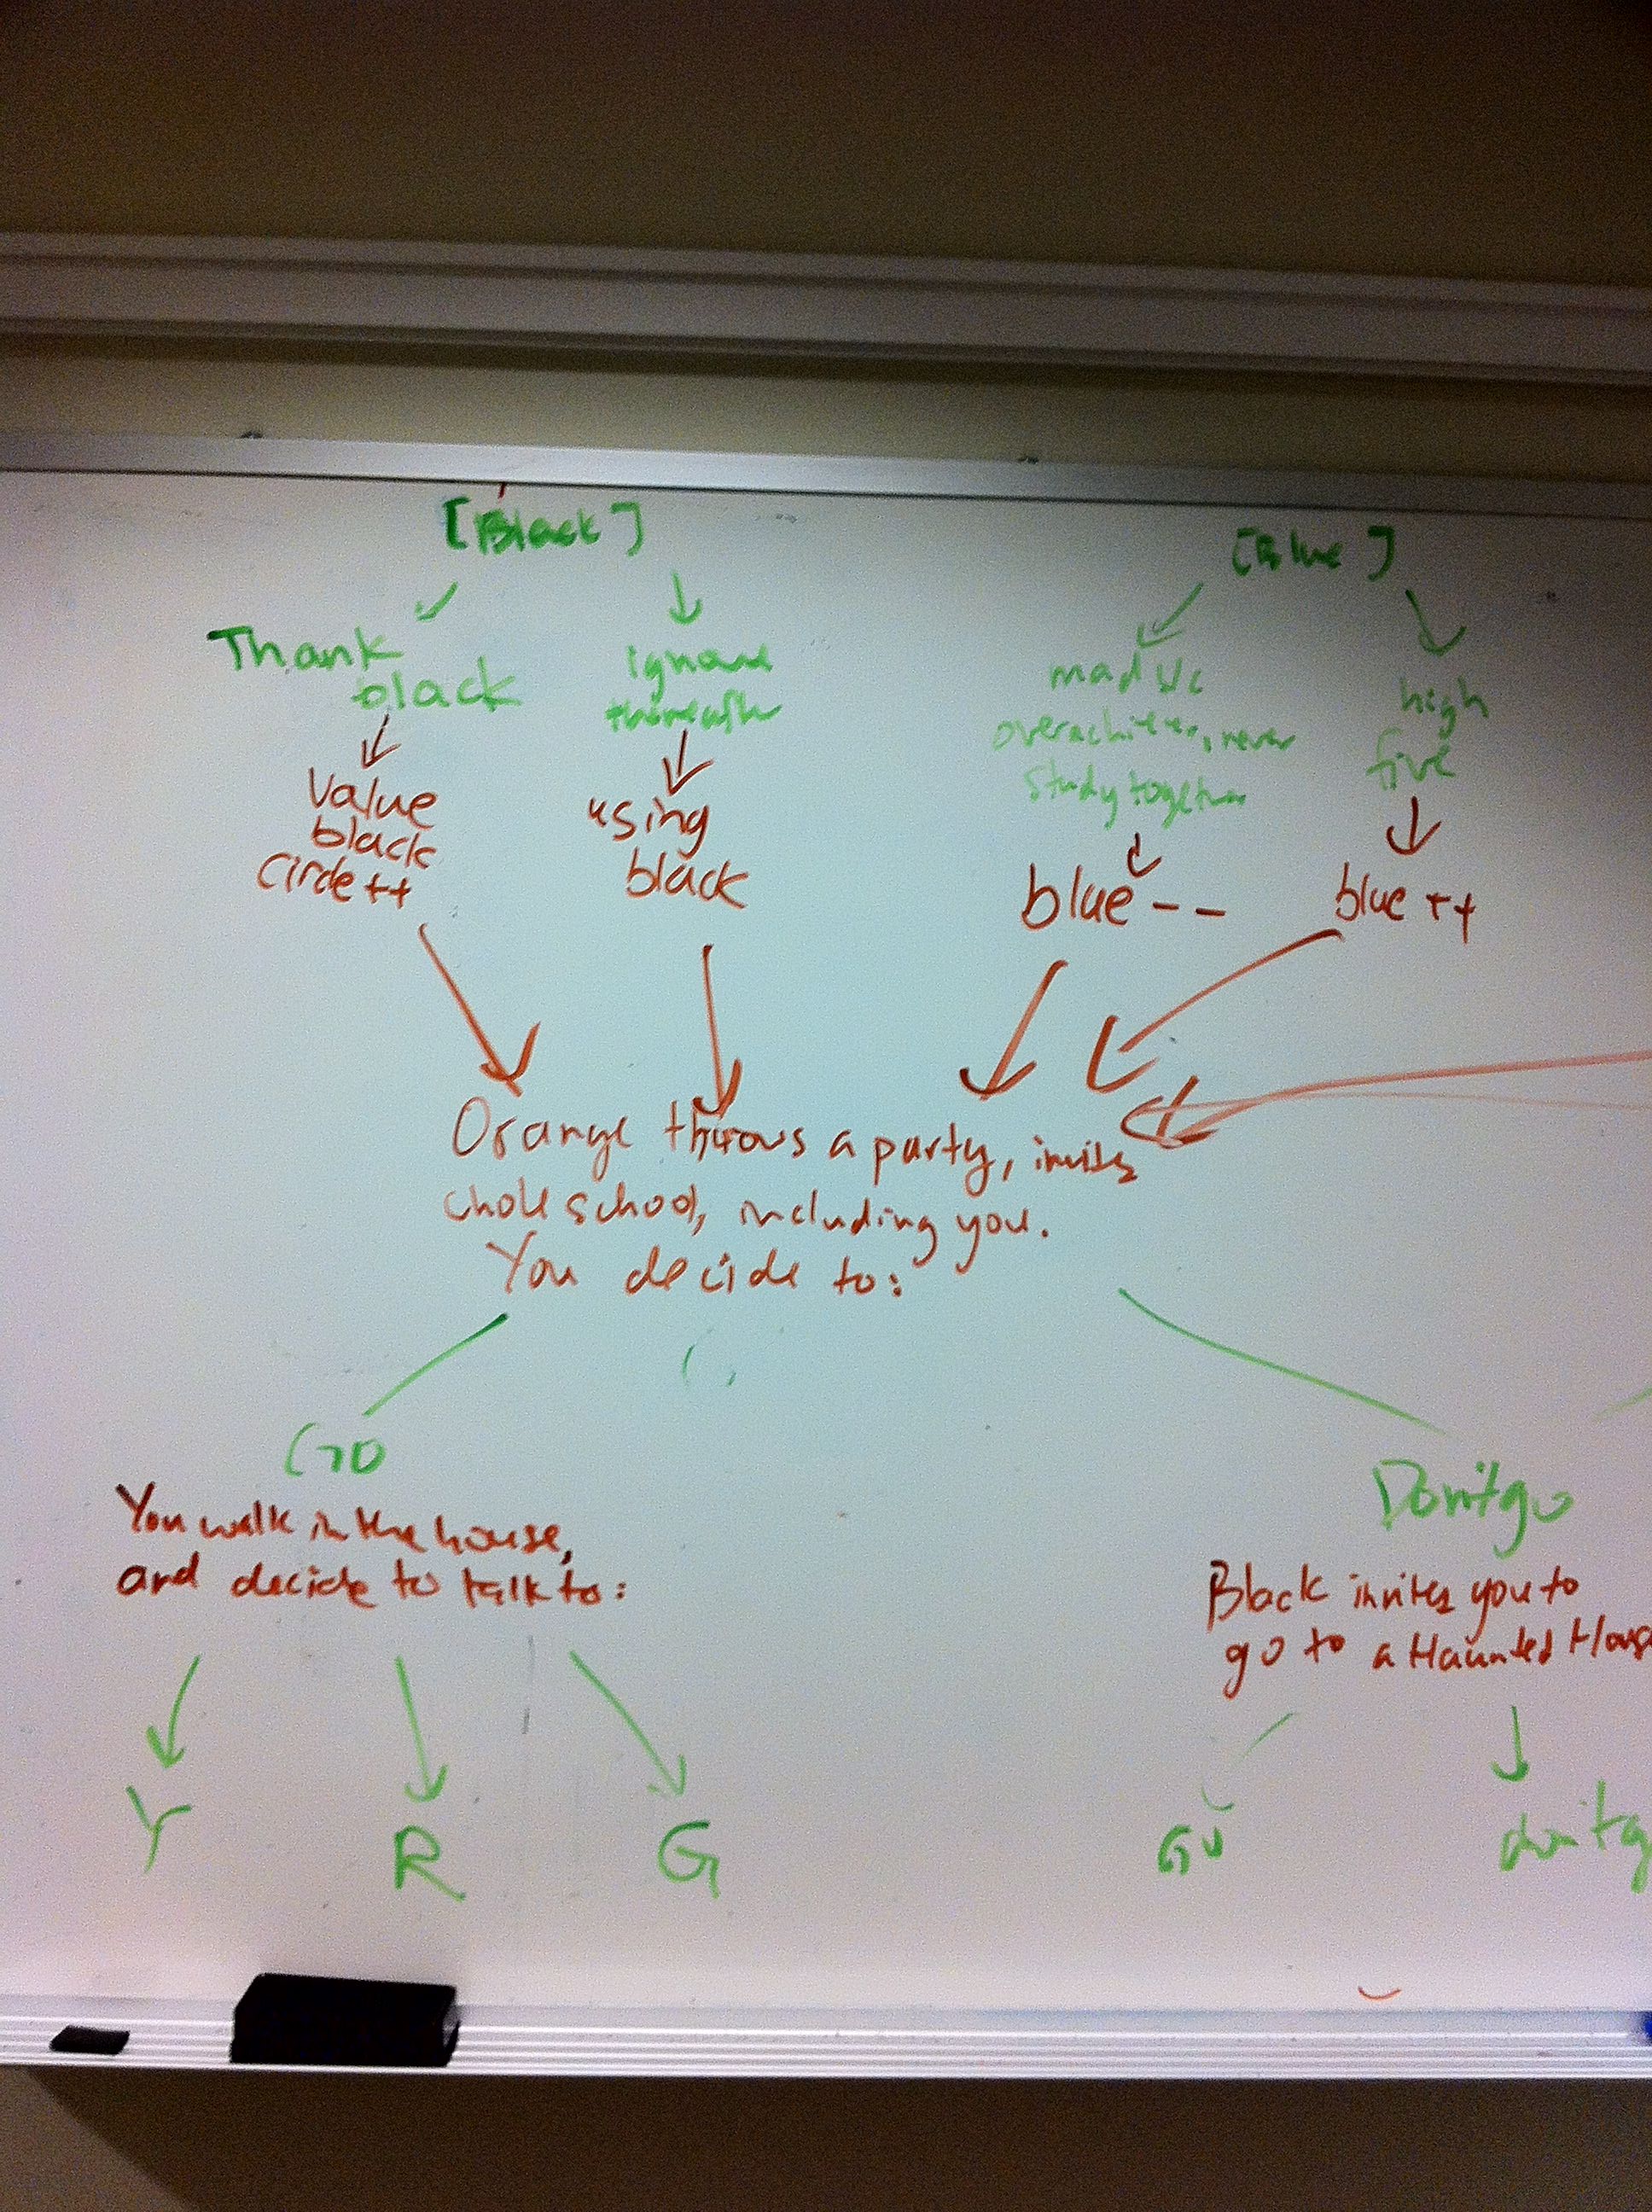 [Black]
Thank
black
ignore
thereafter
Value
black
Circle ++
using
black
[Blue]
mad b/c
overachiever, never
study together
high
five
blue --
blue ++
Orange throws a party, invites
whole school, including you.
You decide to:
Go
You walk in the house,
and decide to talk to:
Y
R
G
Don't go
Black invites you to
go to a Haunted House
Go
don't g